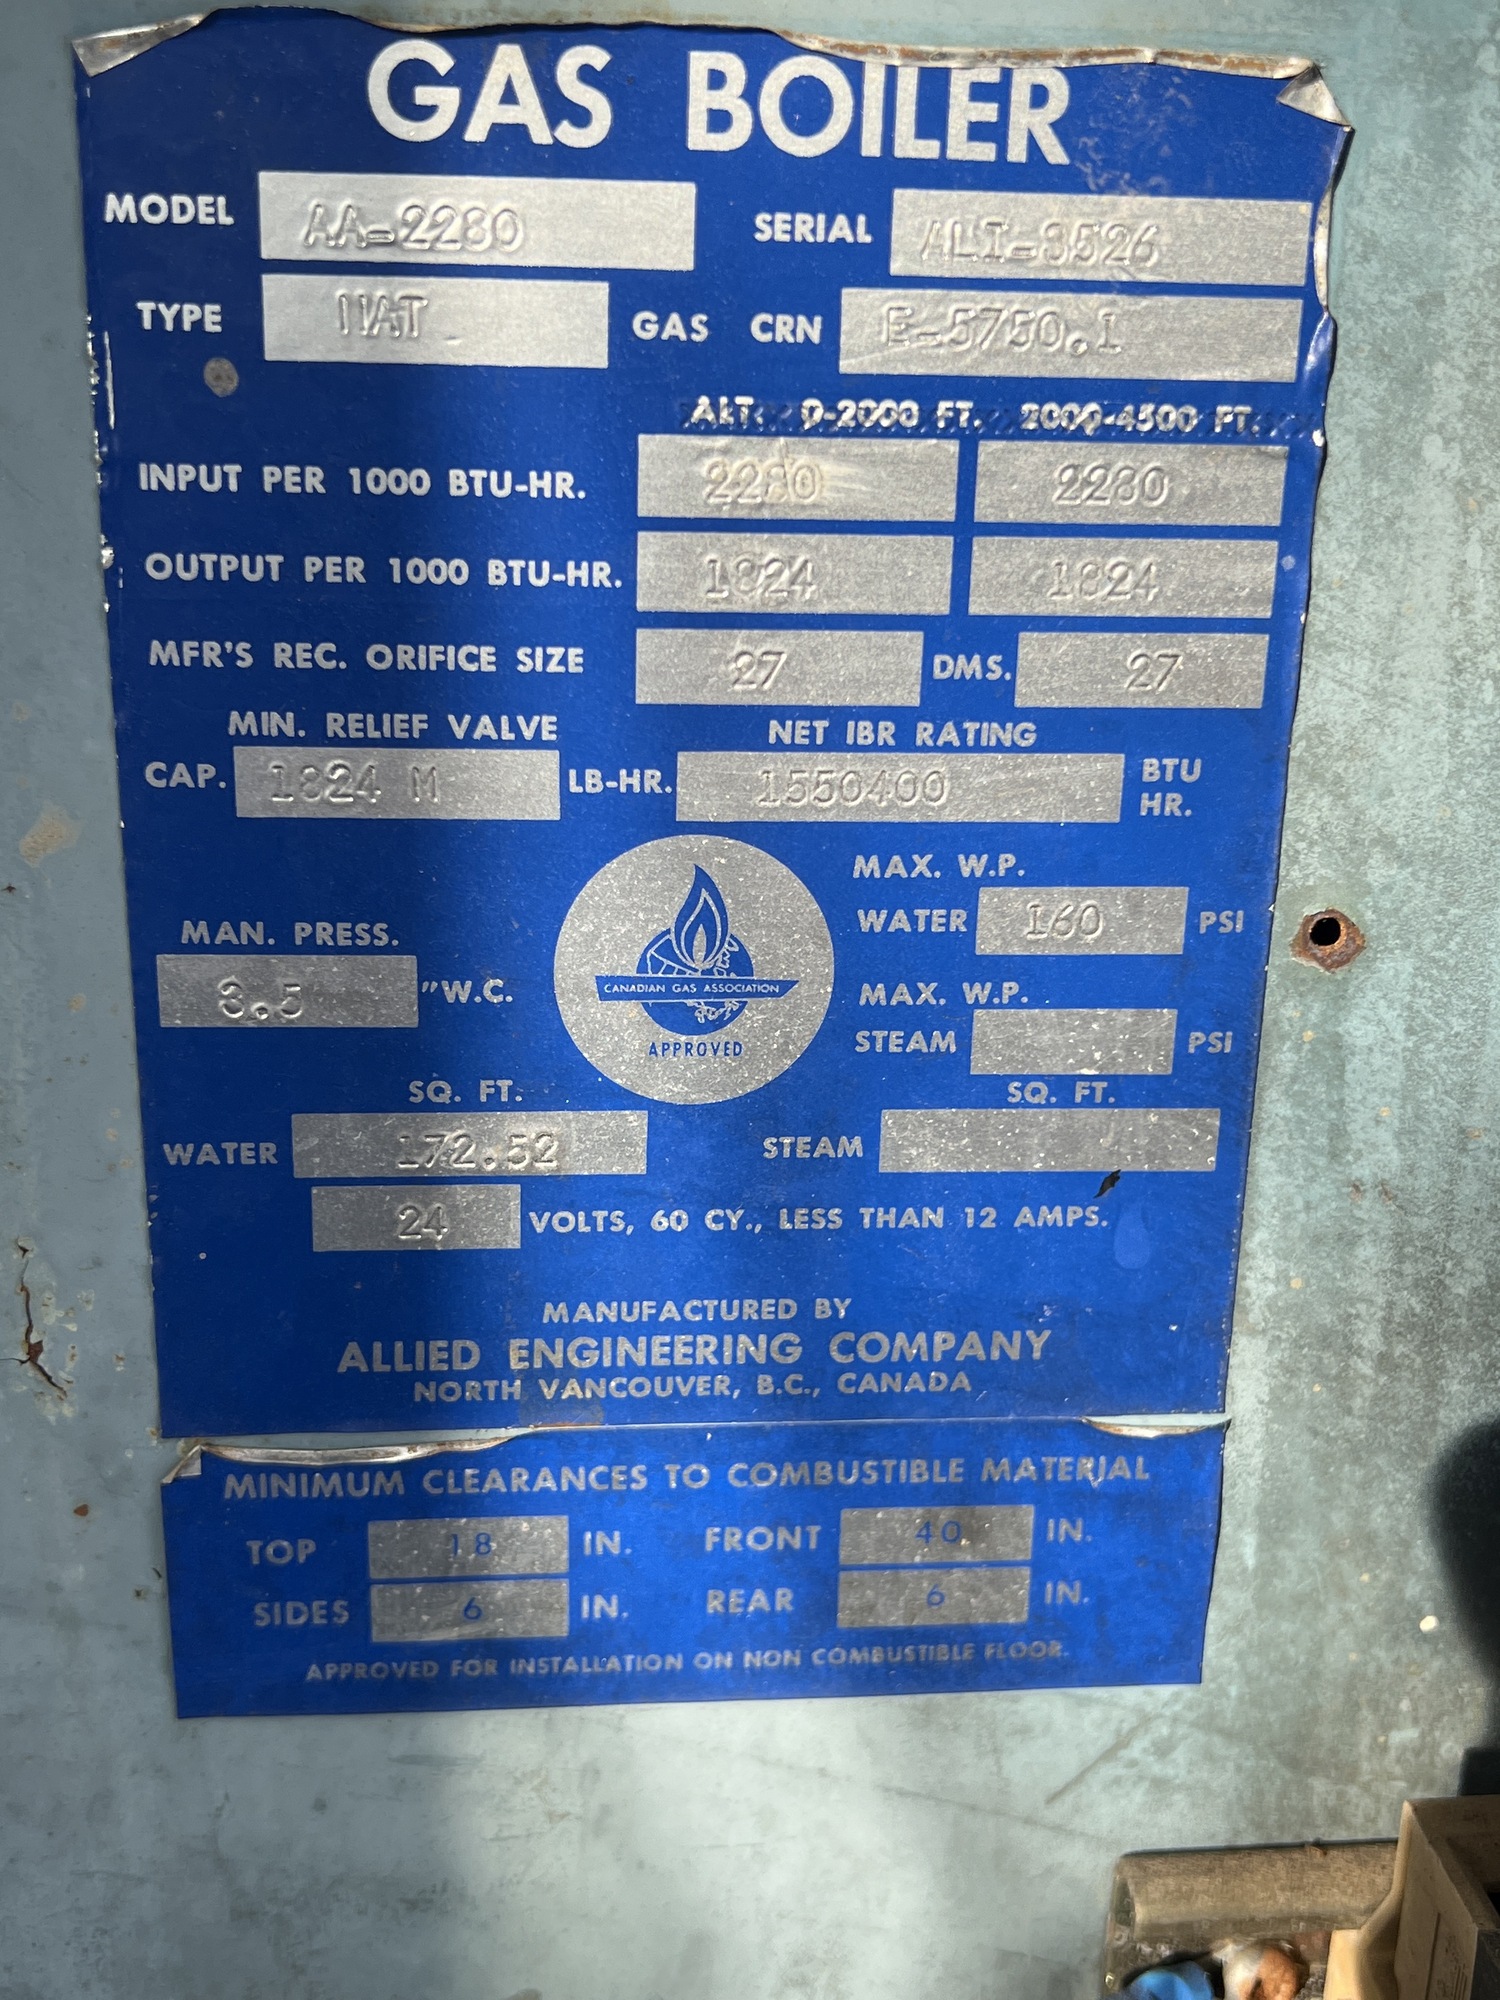 GAS BOILER
MODEL AA-2280 SERIAL ALI-8526
TYPE NAT GAS CRN E-5750.1
ALT. 0-2000 FT. 2000-4500 FT.
INPUT PER 1000 BTU-HR. 2280 2280
OUTPUT PER 1000 BTU-HR. 1824 1824
MFR'S REC. ORIFICE SIZE 27 DMS. 27
MIN. RELIEF VALVE NET IBR RATING
CAP. 1824 M LB-HR. 1550400 BTU HR.
MAX. W.P.
WATER 160 PSI
MAN. PRESS.
3.5 "W.C.
CANADIAN GAS ASSOCIATION
APPROVED
MAX. W.P.
STEAM PSI
SQ. FT. SQ. FT.
WATER 172.52 STEAM
24 VOLTS, 60 CY., LESS THAN 12 AMPS.
MANUFACTURED BY
ALLIED ENGINEERING COMPANY
NORTH VANCOUVER, B.C., CANADA
MINIMUM CLEARANCES TO COMBUSTIBLE MATERIAL
TOP 18 IN. FRONT 40 IN.
SIDES 6 IN. REAR 6 IN.
APPROVED FOR INSTALLATION ON NON COMBUSTIBLE FLOOR.